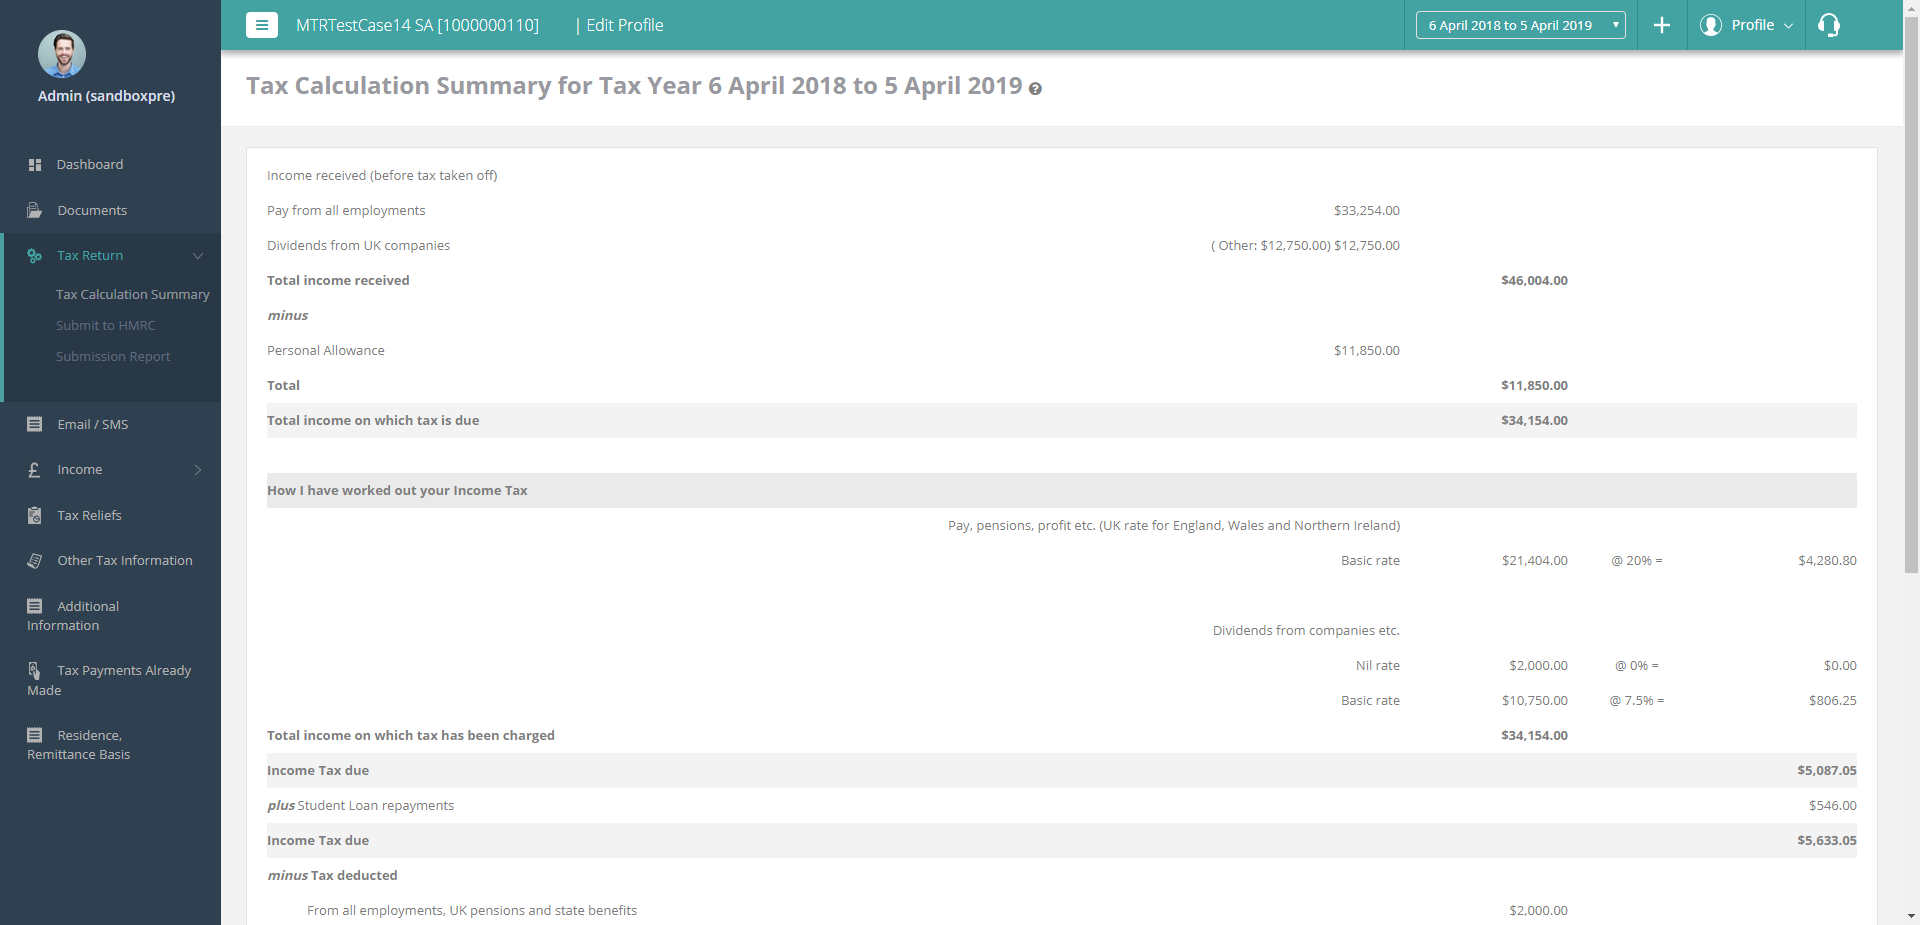 MTRTestCase14 SA [1000000110] | Edit Profile
6 April 2018 to 5 April 2019
Profile
Admin (sandboxpre)
Dashboard
Documents
Tax Return
Tax Calculation Summary
Submit to HMRC
Submission Report
Email / SMS
Income
Tax Reliefs
Other Tax Information
Additional
Information
Tax Payments Already
Made
Residence,
Remittance Basis
Tax Calculation Summary for Tax Year 6 April 2018 to 5 April 2019 ?
Income received (before tax taken off)
Pay from all employments $33,254.00
Dividends from UK companies ( Other: $12,750.00) $12,750.00
Total income received $46,004.00
minus
Personal Allowance $11,850.00
Total $11,850.00
Total income on which tax is due $34,154.00
How I have worked out your Income Tax
Pay, pensions, profit etc. (UK rate for England, Wales and Northern Ireland)
Basic rate $21,404.00 @ 20% = $4,280.80
Dividends from companies etc.
Nil rate $2,000.00 @ 0% = $0.00
Basic rate $10,750.00 @ 7.5% = $806.25
Total income on which tax has been charged $34,154.00
Income Tax due $5,087.05
plus Student Loan repayments $546.00
Income Tax due $5,633.05
minus Tax deducted
From all employments, UK pensions and state benefits $2,000.00